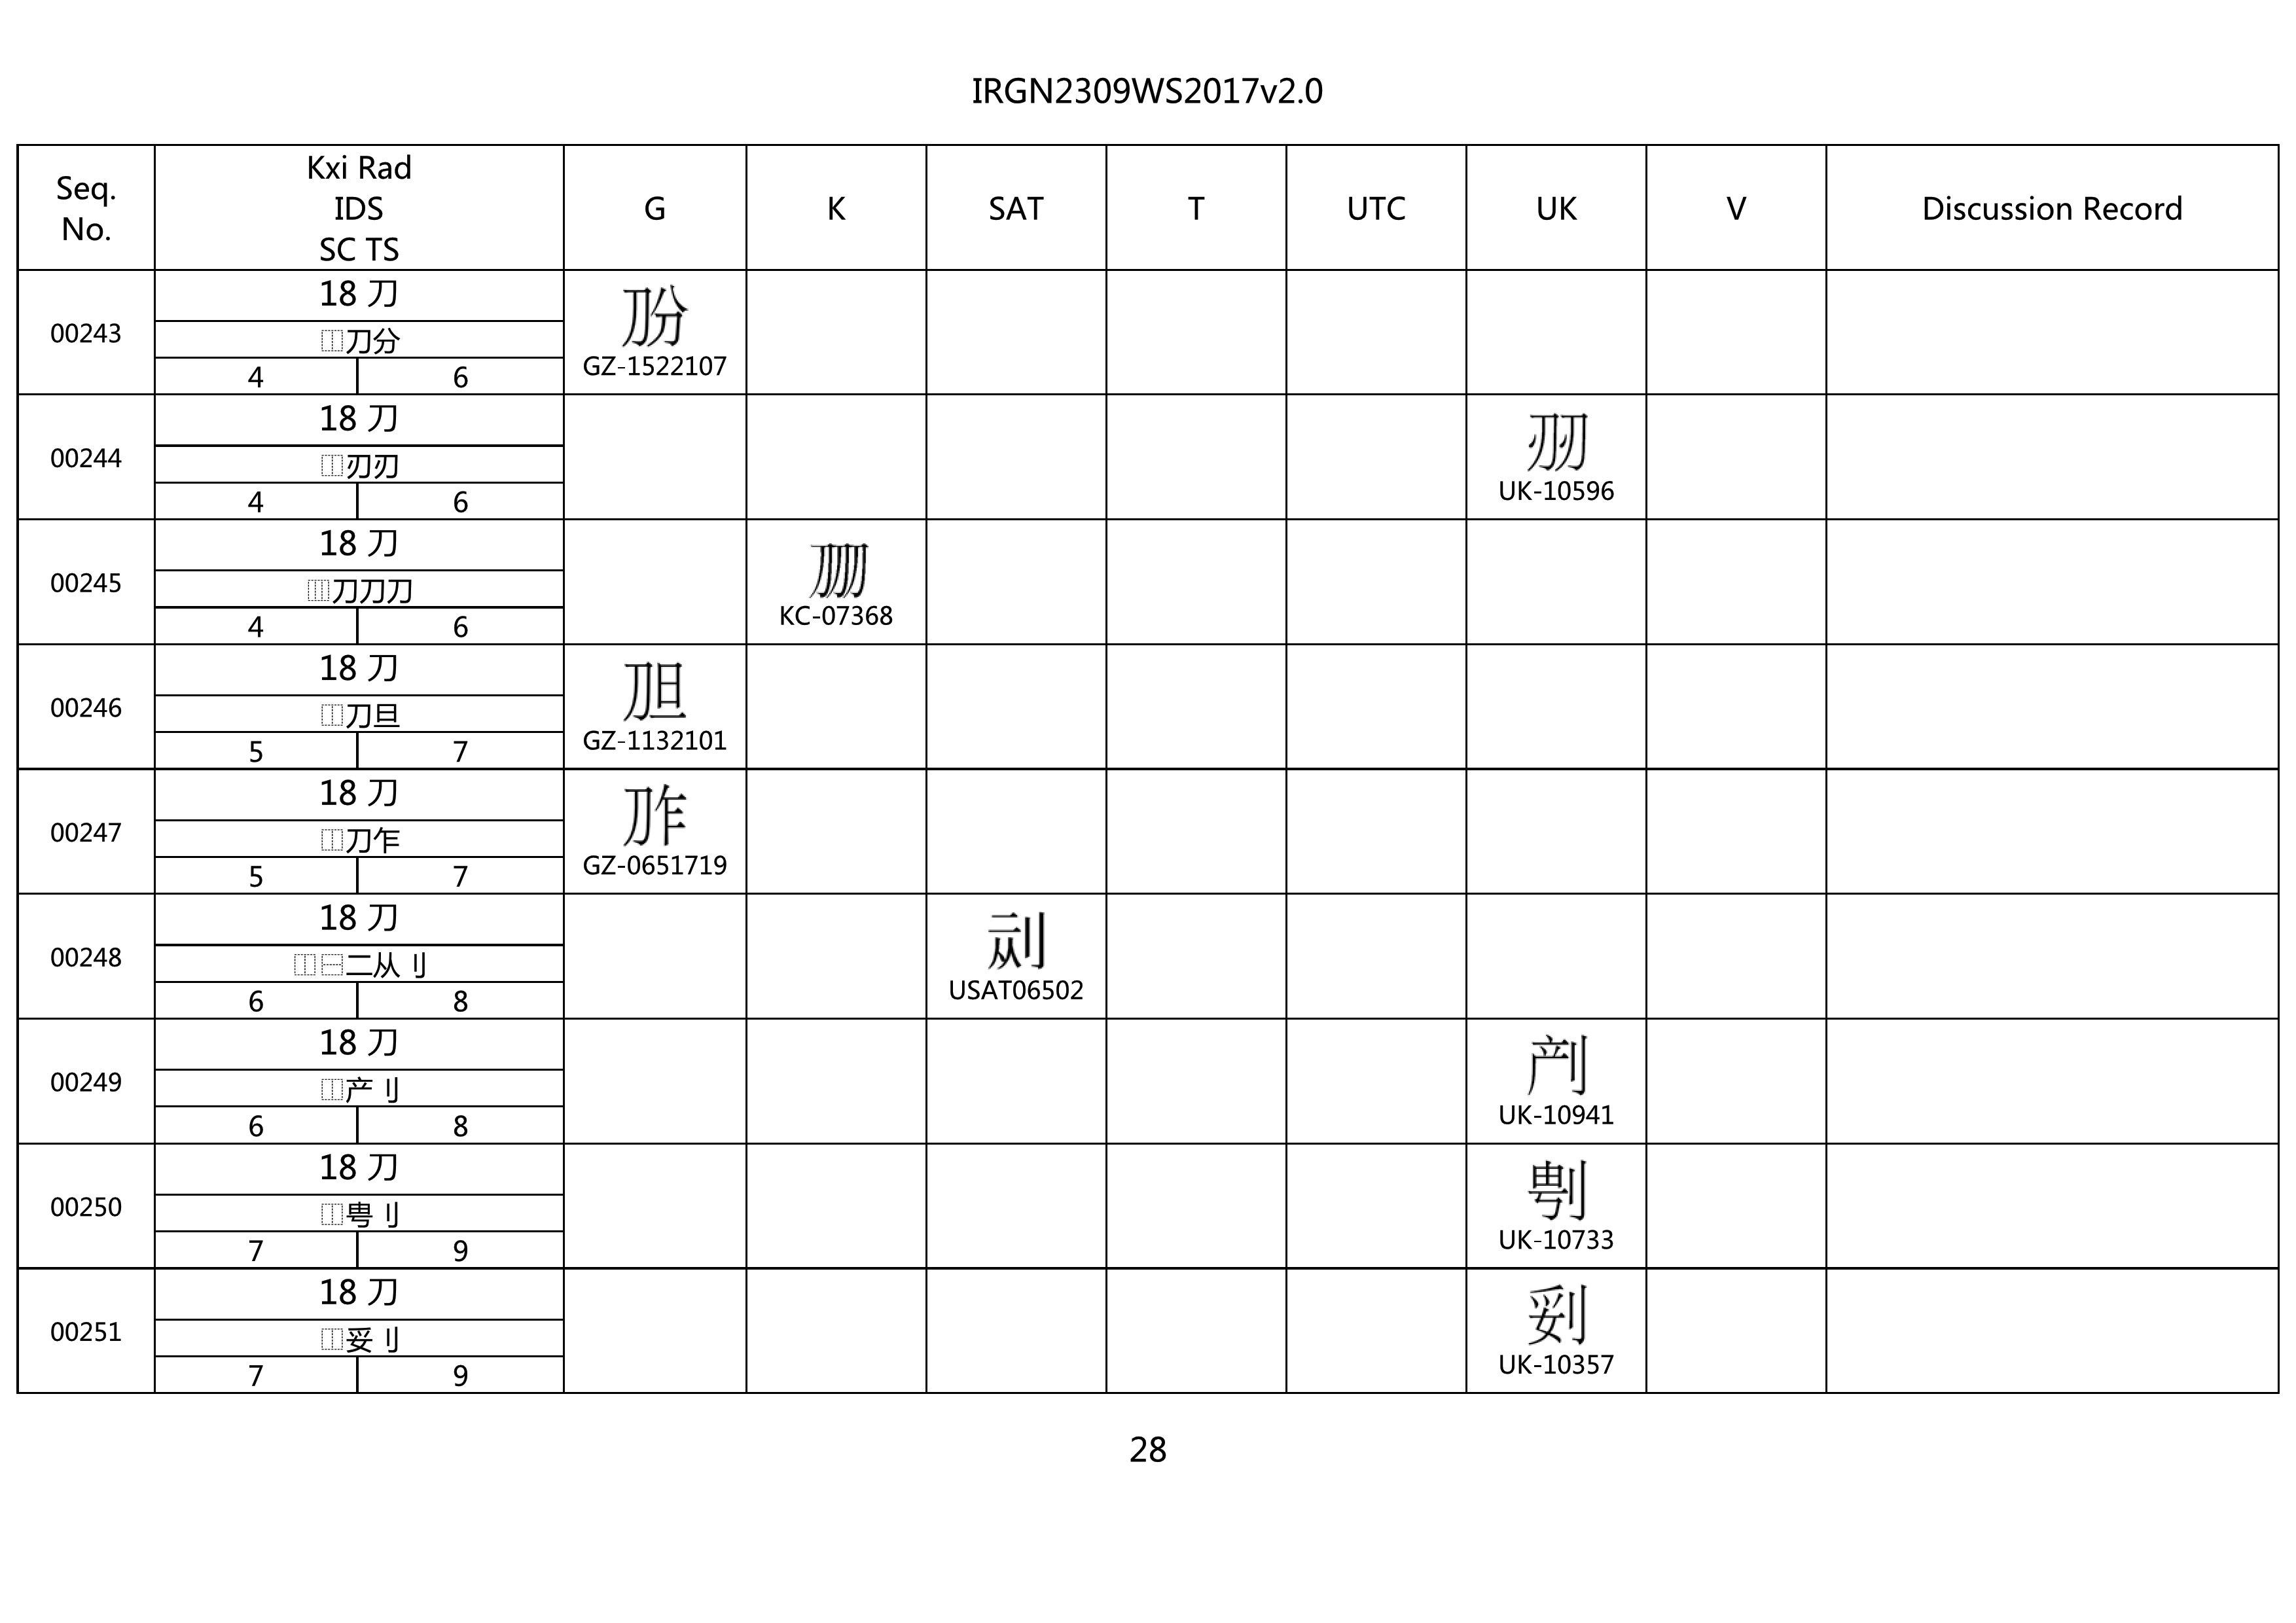 IRGN2309WS2017v2.0
Seq. No. Kxi Rad IDS SC TS G K SAT T UTC UK V Discussion Record
00243
18 刀
⿰刀分
4 6
GZ-1522107
00244
18 刀
⿰刃刃
4 6
UK-10596
00245
18 刀
⿲刀刀刀
4 6
KC-07368
00246
18 刀
⿰刀旦
5 7
GZ-1132101
00247
18 刀
⿰刀乍
5 7
GZ-0651719
00248
18 刀
⿰⿱二从刂
6 8
USAT06502
00249
18 刀
⿰产刂
6 8
UK-10941
00250
18 刀
⿰甹刂
7 9
UK-10733
00251
18 刀
⿰妥刂
7 9
UK-10357
28